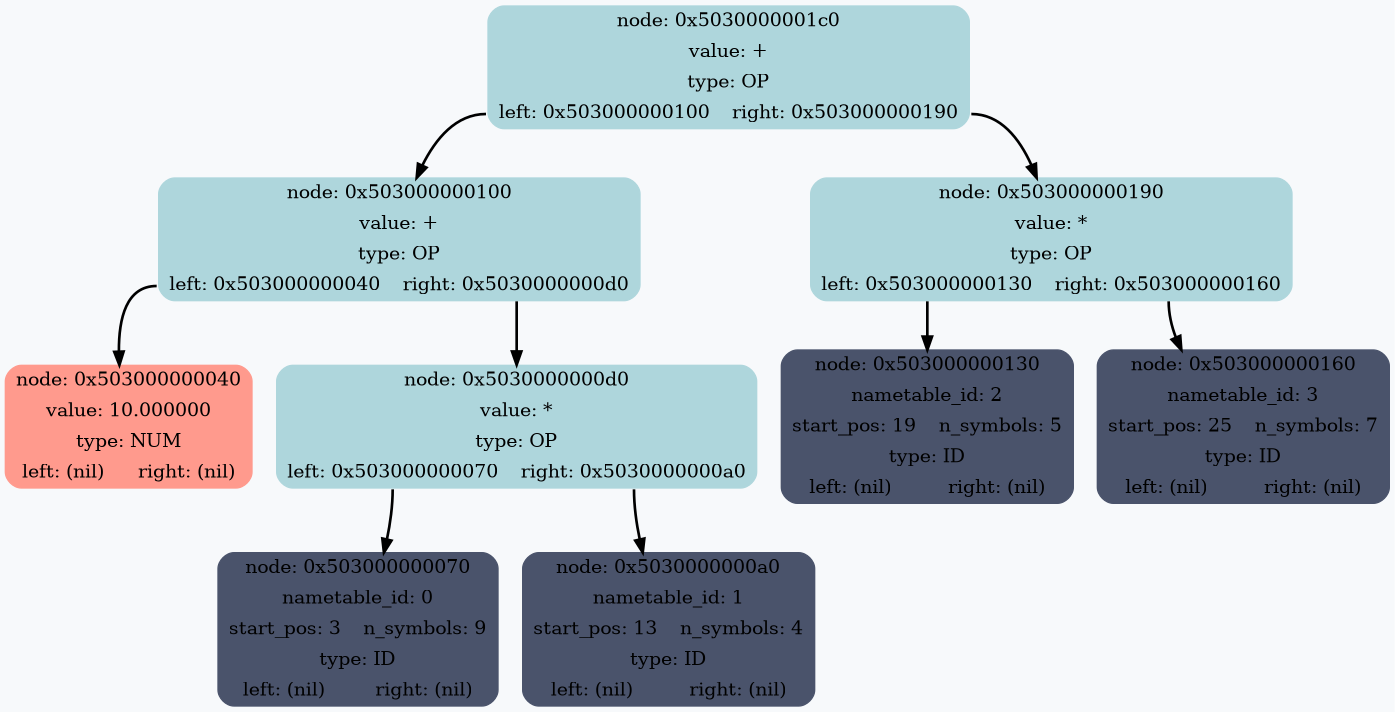 node: 0x5030000001c0
value: +
type: OP
left: 0x503000000100 right: 0x503000000190
node: 0x503000000100
value: +
type: OP
left: 0x503000000040 right: 0x5030000000d0
node: 0x503000000190
value: *
type: OP
left: 0x503000000130 right: 0x503000000160
node: 0x503000000040
value: 10.000000
type: NUM
left: (nil) right: (nil)
node: 0x5030000000d0
value: *
type: OP
left: 0x503000000070 right: 0x5030000000a0
node: 0x503000000130
nametable_id: 2
start_pos: 19 n_symbols: 5
type: ID
left: (nil) right: (nil)
node: 0x503000000160
nametable_id: 3
start_pos: 25 n_symbols: 7
type: ID
left: (nil) right: (nil)
node: 0x503000000070
nametable_id: 0
start_pos: 3 n_symbols: 9
type: ID
left: (nil) right: (nil)
node: 0x5030000000a0
nametable_id: 1
start_pos: 13 n_symbols: 4
type: ID
left: (nil) right: (nil)